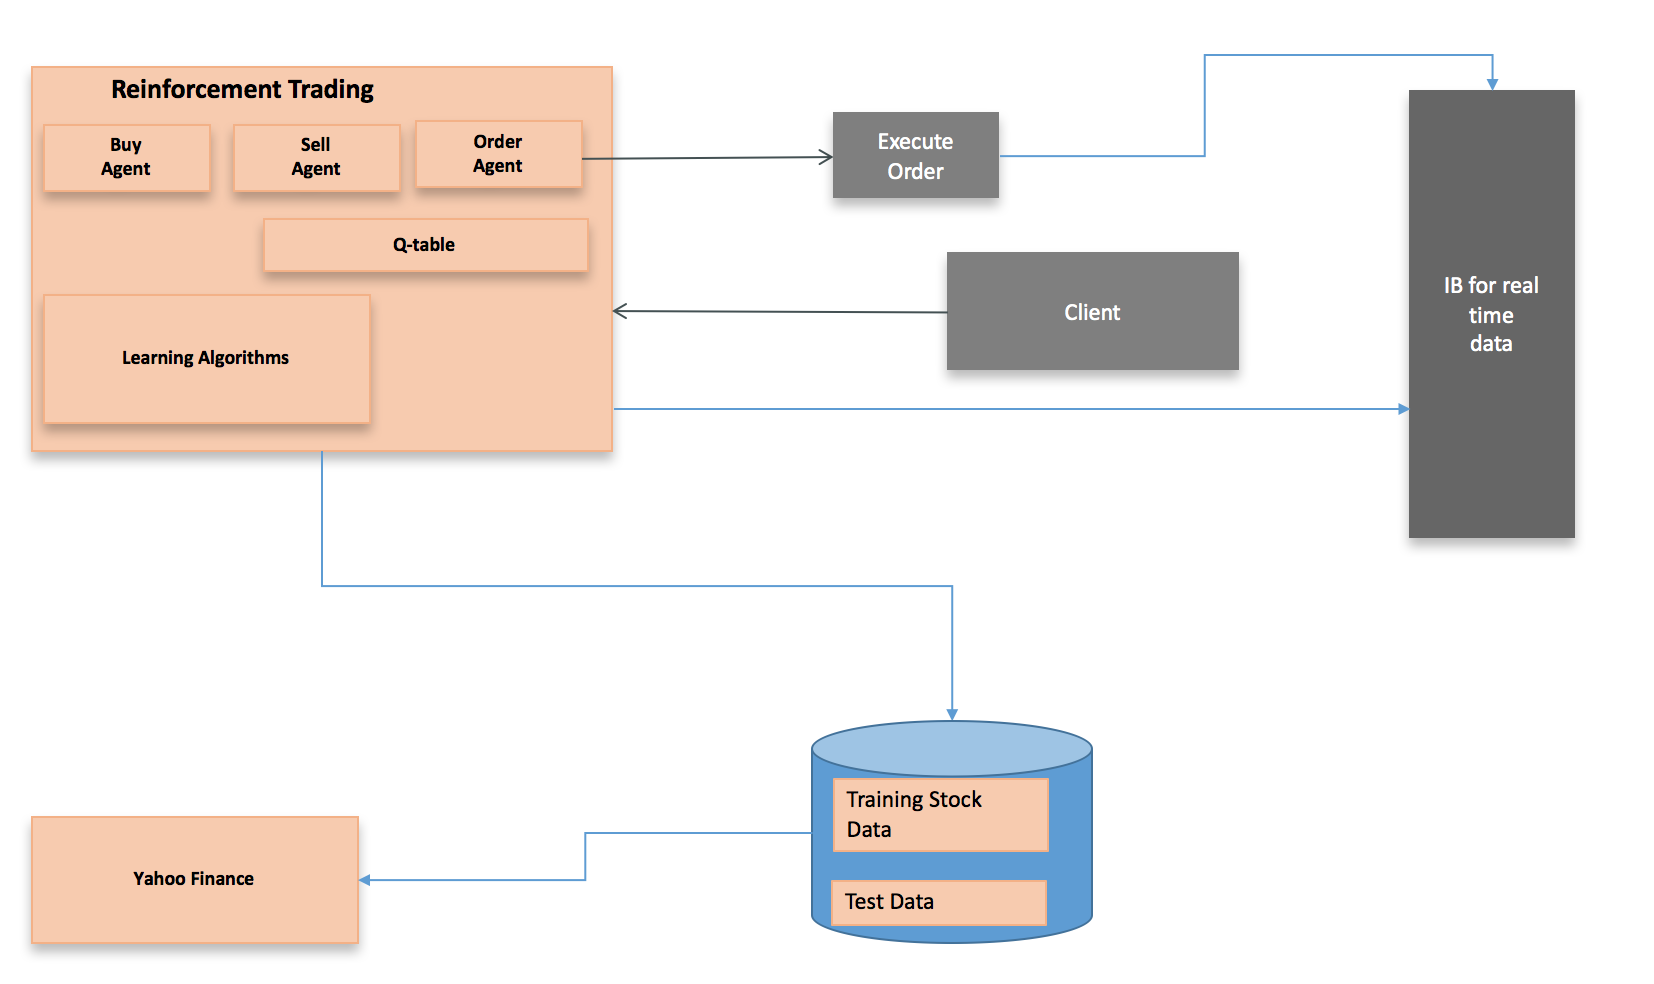 Reinforcement Trading
Buy
Agent
Sell
Agent
Order
Agent
Q-table
Learning Algorithms
Execute
Order
Client
IB for real
time
data
Training Stock
Data
Test Data
Yahoo Finance